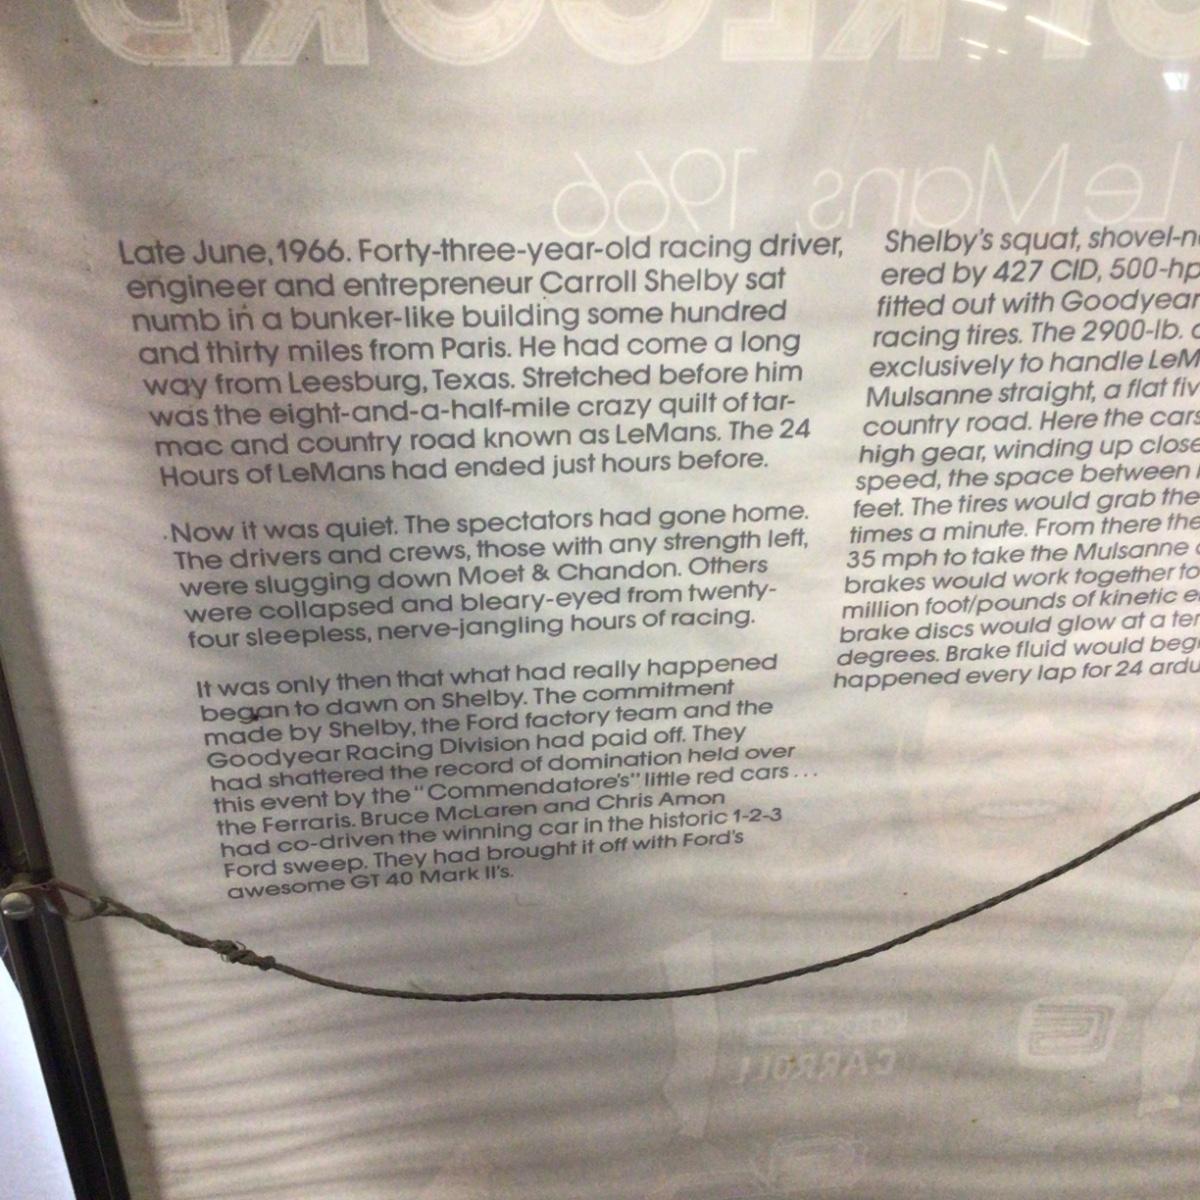 LeMans, 1966
Late June, 1966. Forty-three-year-old racing driver,
engineer and entrepreneur Carroll Shelby sat
numb in a bunker-like building some hundred
and thirty miles from Paris. He had come a long
way from Leesburg, Texas. Stretched before him
was the eight-and-a-half-mile crazy quilt of tar-
mac and country road known as LeMans. The 24
Hours of LeMans had ended just hours before.
Now it was quiet. The spectators had gone home.
The drivers and crews, those with any strength left,
were slugging down Moet & Chandon. Others
were collapsed and bleary-eyed from twenty-
four sleepless, nerve-jangling hours of racing.
It was only then that what had really happened
began to dawn on Shelby. The commitment
made by Shelby, the Ford factory team and the
Goodyear Racing Division had paid off. They
had shattered the record of domination held over
this event by the "Commendatore's" little red cars...
the Ferraris. Bruce McLaren and Chris Amon
had co-driven the winning car in the historic 1-2-3
Ford sweep. They had brought it off with Ford's
awesome GT 40 Mark II's.
Shelby's squat,
ered by 427 CID, 500-hp
fitted out with Goodyear
racing tires. The 2900-lb.
exclusively to handle
Mulsanne straight, a flat
country road. Here the cars
high gear, winding up close
speed, the space between
feet. The tires would grab the
times a minute. From there the
35 mph to take the Mulsanne
brakes would work together to
million foot/pounds of kinetic
brake discs would glow at a
degrees. Brake fluid would
happened every lap for 24
CARROLL